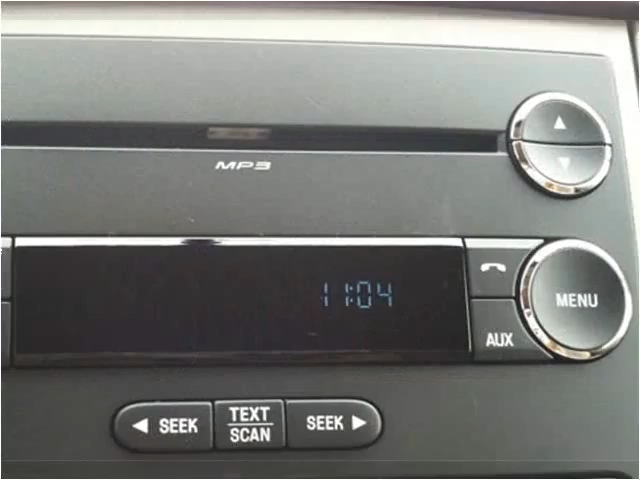 MP3
11:04
MENU
AUX
SEEK
TEXT
SCAN
SEEK